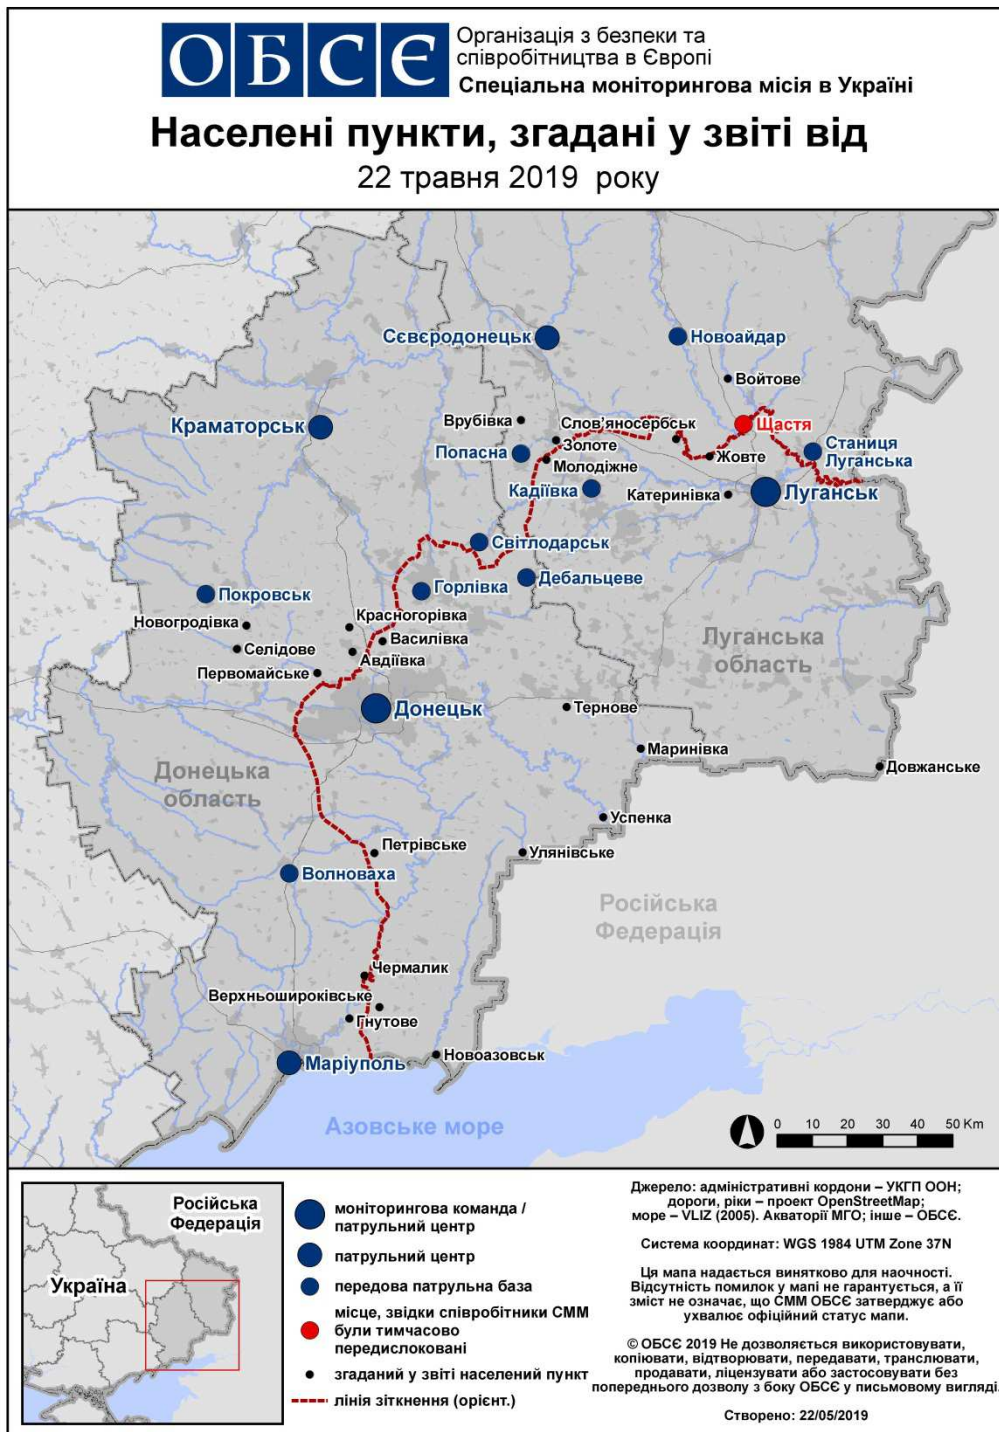 ОБСЄ
Організація з безпеки та
співробітництва в Європі
Спеціальна моніторингова місія в Україні
Населені пункти, згадані у звіті від
22 травня 2019 року
Сєвєродонецьк
Новоайдар
Войтове
Краматорськ
Врубівка
Слов'яносербськ
Щастя
Золоте
Попасна
Молодіжне
Жовте
Станиця
Луганська
Кадіївка
Катеринівка
Луганськ
Світлодарськ
Дебальцеве
Горлівка
Покровськ
Новогродівка
Красногорівка
Василівка
Селідове
Авдіївка
Первомайське
Луганська
область
Донецьк
Тернове
Маринівка
Довжанське
Донецька
область
Успенка
Петрівське
Улянівське
Волноваха
Російська
Федерація
Чермалик
Верхньошироківське
Гнутове
Новоазовськ
Маріуполь
Азовське море
0 10 20 30 40 50 Km
Російська
Федерація
Україна
моніторингова команда /
патрульний центр
патрульний центр
передова патрульна база
місце, звідки співробітники СММ
були тимчасово
передислоковані
згаданий у звіті населений пункт
лінія зіткнення (орієнт.)
Джерело: адміністративні кордони – УКГП ООН;
дороги, ріки – проект OpenStreetMap;
море – VLIZ (2005). Акваторії МГО; інше – ОБСЄ.
Система координат: WGS 1984 UTM Zone 37N
Ця мапа надається винятково для наочності.
Відсутність помилок у мапі не гарантується, а її
зміст не означає, що СММ ОБСЄ затверджує або
ухвалює офіційний статус мапи.
© ОБСЄ 2019 Не дозволяється використовувати,
копіювати, відтворювати, передавати, транслювати,
продавати, ліцензувати або застосовувати без
попереднього дозволу з боку ОБСЄ у письмовому вигляді.
Створено: 22/05/2019